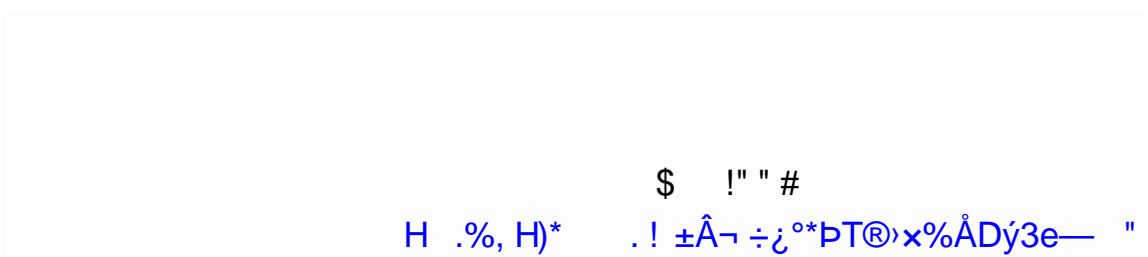 $ !" " #
H .%, H)* . ! ±Â¬ ÷¿°*ÞT®›×%ÅDý3e— "